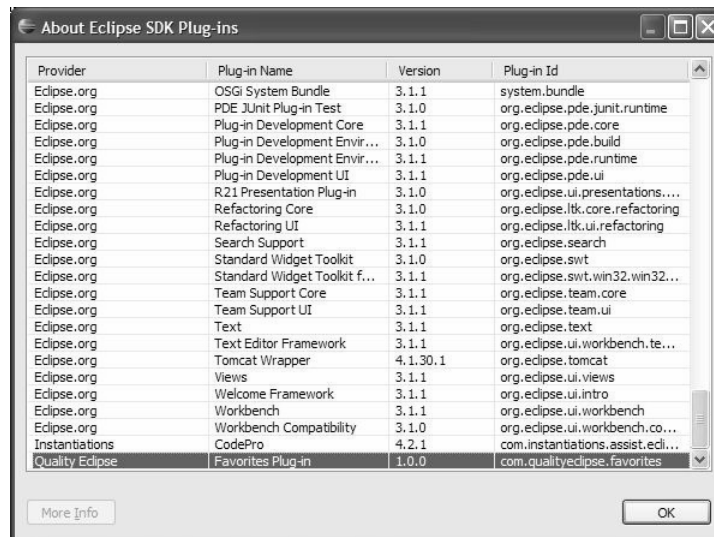 About Eclipse SDK Plug-ins
Provider Plug-in Name Version Plug-in Id
Eclipse.org OSGi System Bundle 3.1.1 system.bundle
Eclipse.org PDE JUnit Plug-in Test 3.1.0 org.eclipse.pde.junit.runtime
Eclipse.org Plug-in Development Core 3.1.1 org.eclipse.pde.core
Eclipse.org Plug-in Development Envir... 3.1.0 org.eclipse.pde.build
Eclipse.org Plug-in Development Envir... 3.1.1 org.eclipse.pde.runtime
Eclipse.org Plug-in Development UI 3.1.1 org.eclipse.pde.ui
Eclipse.org R21 Presentation Plug-in 3.1.0 org.eclipse.ui.presentations....
Eclipse.org Refactoring Core 3.1.0 org.eclipse.ltk.core.refactoring
Eclipse.org Refactoring UI 3.1.1 org.eclipse.ltk.ui.refactoring
Eclipse.org Search Support 3.1.1 org.eclipse.search
Eclipse.org Standard Widget Toolkit 3.1.0 org.eclipse.swt
Eclipse.org Standard Widget Toolkit f... 3.1.1 org.eclipse.swt.win32.win32...
Eclipse.org Team Support Core 3.1.1 org.eclipse.team.core
Eclipse.org Team Support UI 3.1.1 org.eclipse.team.ui
Eclipse.org Text 3.1.1 org.eclipse.text
Eclipse.org Text Editor Framework 3.1.1 org.eclipse.ui.workbench.te...
Eclipse.org Tomcat Wrapper 4.1.30.1 org.eclipse.tomcat
Eclipse.org Views 3.1.1 org.eclipse.ui.views
Eclipse.org Welcome Framework 3.1.1 org.eclipse.ui.intro
Eclipse.org Workbench 3.1.1 org.eclipse.ui.workbench
Eclipse.org Workbench Compatibility 3.1.0 org.eclipse.ui.workbench.co...
Instantiations CodePro 4.2.1 com.instantiations.assist.ecli...
Quality Eclipse Favorites Plug-in 1.0.0 com.qualityeclipse.favorites
More Info OK